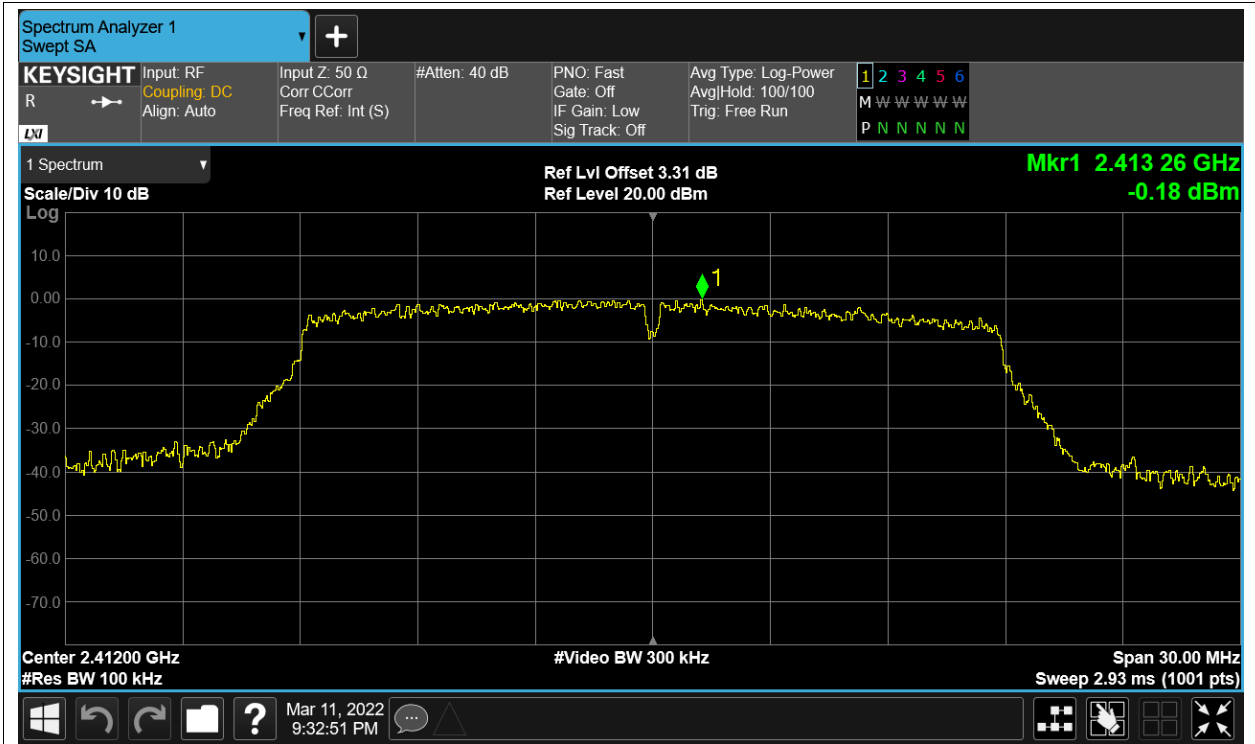 Spectrum Analyzer 1
Swept SA
KEYSIGHT
R
LXI
Input: RF
Coupling: DC
Align: Auto
Input Z: 50 Ω
Corr CCorr
Freq Ref: Int (S)
#Atten: 40 dB
PNO: Fast
Gate: Off
IF Gain: Low
Sig Track: Off
Avg Type: Log-Power
Avg|Hold: 100/100
Trig: Free Run
1 2 3 4 5 6
M W W W W W
P N N N N N
1 Spectrum
Scale/Div 10 dB
Log
Ref Lvl Offset 3.31 dB
Ref Level 20.00 dBm
Mkr1 2.413 26 GHz
-0.18 dBm
1
10.0
0.00
-10.0
-20.0
-30.0
-40.0
-50.0
-60.0
-70.0
Center 2.41200 GHz
#Res BW 100 kHz
#Video BW 300 kHz
Span 30.00 MHz
Sweep 2.93 ms (1001 pts)
?
Mar 11, 2022
9:32:51 PM